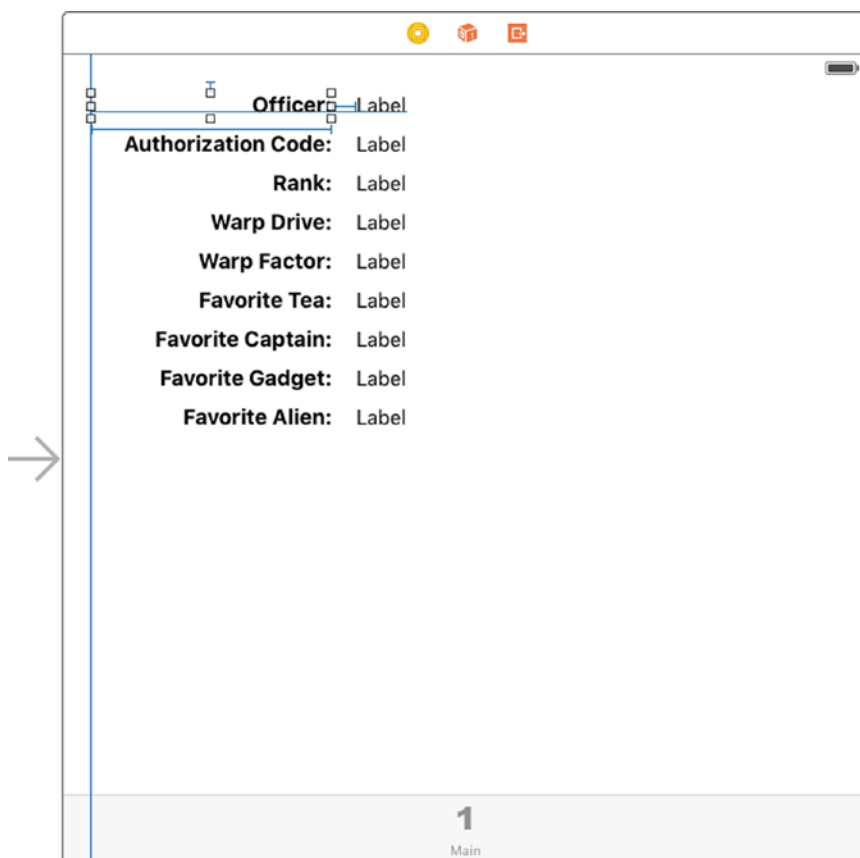 Officer: Label
Authorization Code: Label
Rank: Label
Warp Drive: Label
Warp Factor: Label
Favorite Tea: Label
Favorite Captain: Label
Favorite Gadget: Label
Favorite Alien: Label
1
Main